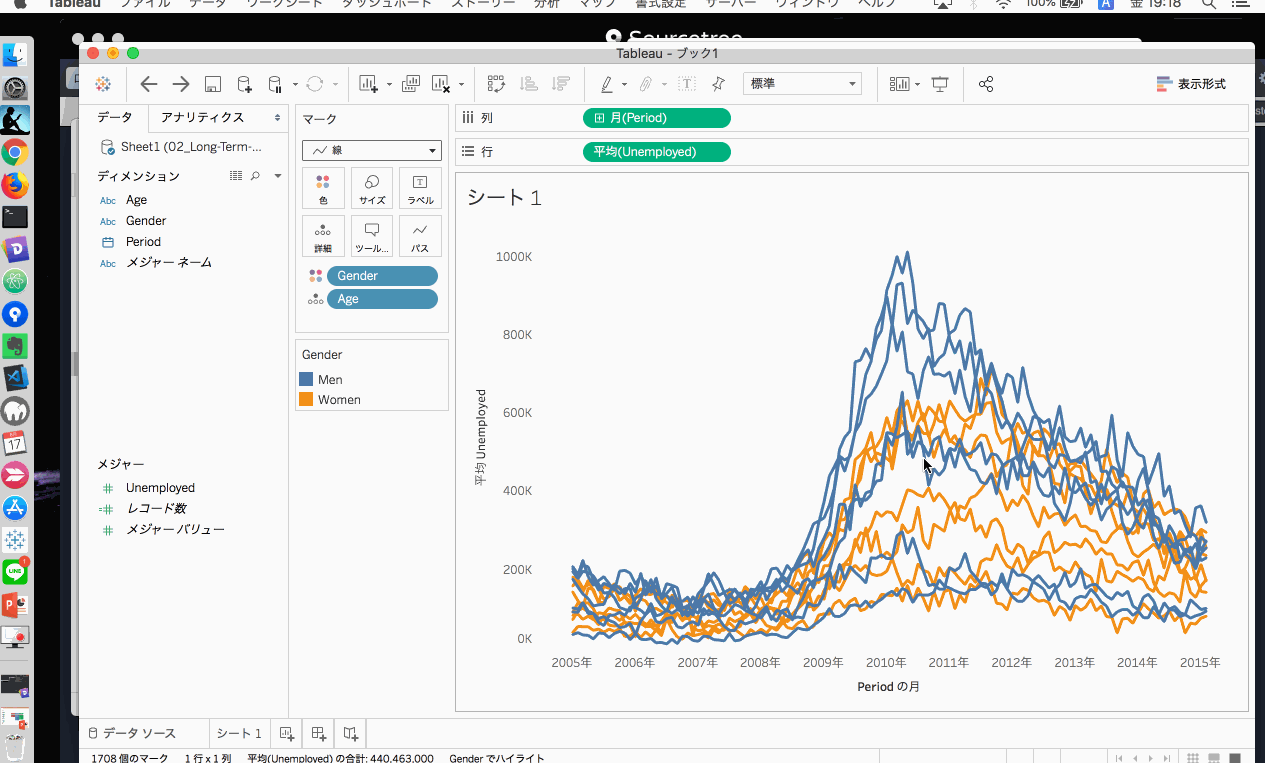 Tableau ファイル データ ワークシート ダッシュボード ストーリー 分析 マップ 書式設定 サーバー ウィンドウ ヘルプ 100% A 金 19:18
Sourcetree
Tableau - ブック1
標準
表示形式
データ
アナリティクス
Sheet1 (02_Long-Term-...
ディメンション
Abc Age
Abc Gender
Period
Abc メジャー ネーム
メジャー
Unemployed
レコード数
メジャー バリュー
マーク
線
色
サイズ
ラベル
詳細
ツール...
パス
Gender
Age
Gender
Men
Women
列
月(Period)
行
平均(Unemployed)
シート 1
平均 Unemployed
1000K
800K
600K
400K
200K
0K
2005年
2006年
2007年
2008年
2009年
2010年
2011年
2012年
2013年
2014年
2015年
Period の月
データ ソース
シート 1
1708 個のマーク
1 行 x 1 列
平均(Unemployed) の合計: 440,463.000
Gender でハイライト
17
LINE
1